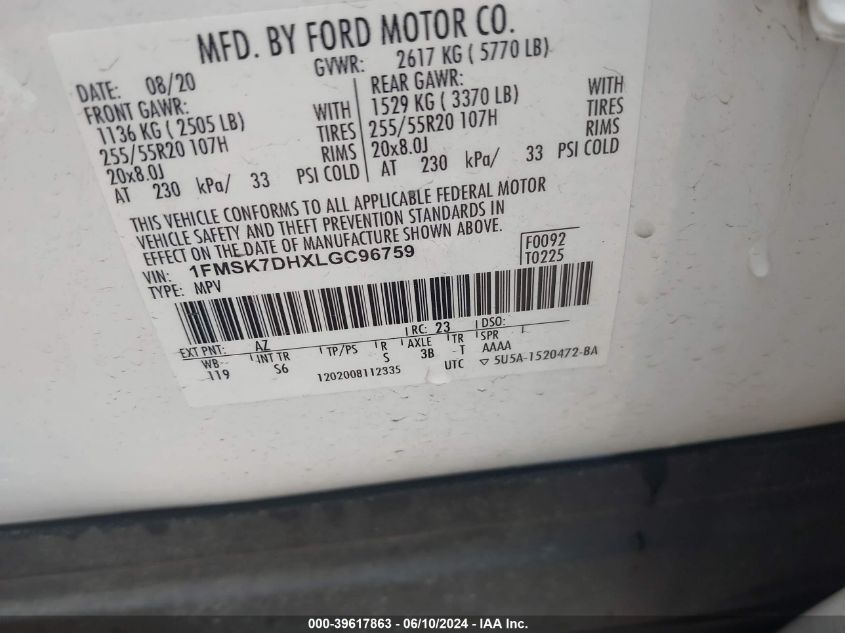 MFD. BY FORD MOTOR CO.
DATE: 08/20 GVWR: 2617 KG ( 5770 LB)
FRONT GAWR: REAR GAWR:
1136 KG ( 2505 LB) WITH 1529 KG ( 3370 LB) WITH
255/55R20 107H TIRES 255/55R20 107H TIRES
20x8.0J RIMS 20x8.0J RIMS
AT 230 kPa/ 33 PSI COLD AT 230 kPa/ 33 PSI COLD
THIS VEHICLE CONFORMS TO ALL APPLICABLE FEDERAL MOTOR
VEHICLE SAFETY AND THEFT PREVENTION STANDARDS IN
EFFECT ON THE DATE OF MANUFACTURE SHOWN ABOVE.
VIN: 1FMSK7DHXLGC96759 F0092
TYPE: MPV T0225
EXT PNT: AZ RC: 23 DSO:
WB INT TR TP/PS R AXLE TR SPR
119 S6 S 3B T AAAA
1202008112335 UTC ▽ 5U5A-1520472-BA
000-39617863 - 06/10/2024 - IAA Inc.